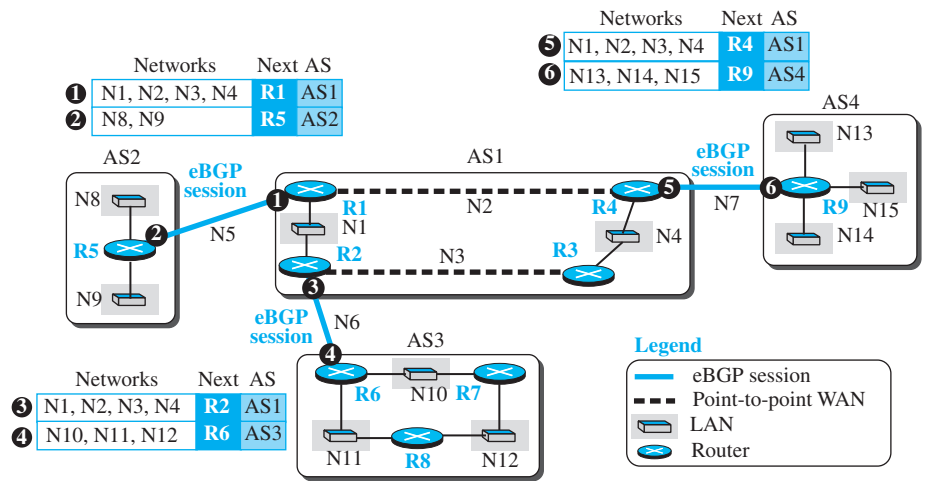 Networks Next AS
5 N1, N2, N3, N4 R4 AS1
6 N13, N14, N15 R9 AS4
Networks Next AS
1 N1, N2, N3, N4 R1 AS1
2 N8, N9 R5 AS2
AS2
AS1
AS4
eBGP
session
eBGP
session
N8
R5
N9
2
N5
1
R1
N1
R2
3
N2
N3
R4
5
R3
N4
N7
6
N13
R9
N15
N14
eBGP
session
N6
4
AS3
R6
N10
R7
N11
R8
N12
Networks Next AS
3 N1, N2, N3, N4 R2 AS1
4 N10, N11, N12 R6 AS3
Legend
eBGP session
Point-to-point WAN
LAN
Router